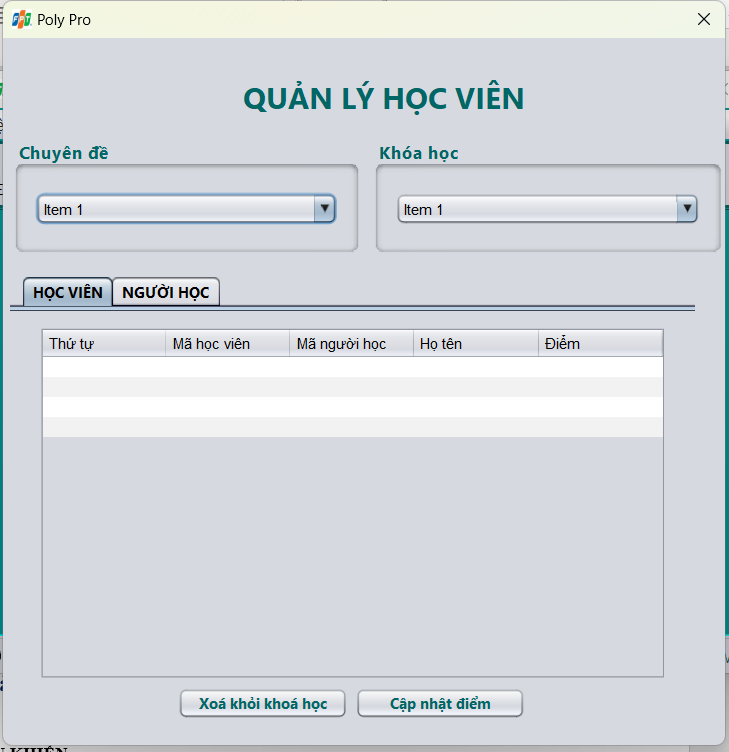 FPT Poly Pro
QUẢN LÝ HỌC VIÊN
Chuyên đề
Khóa học
Item 1
Item 1
HỌC VIÊN
NGƯỜI HỌC
Thứ tự
Mã học viên
Mã người học
Họ tên
Điểm
Xoá khỏi khoá học
Cập nhật điểm